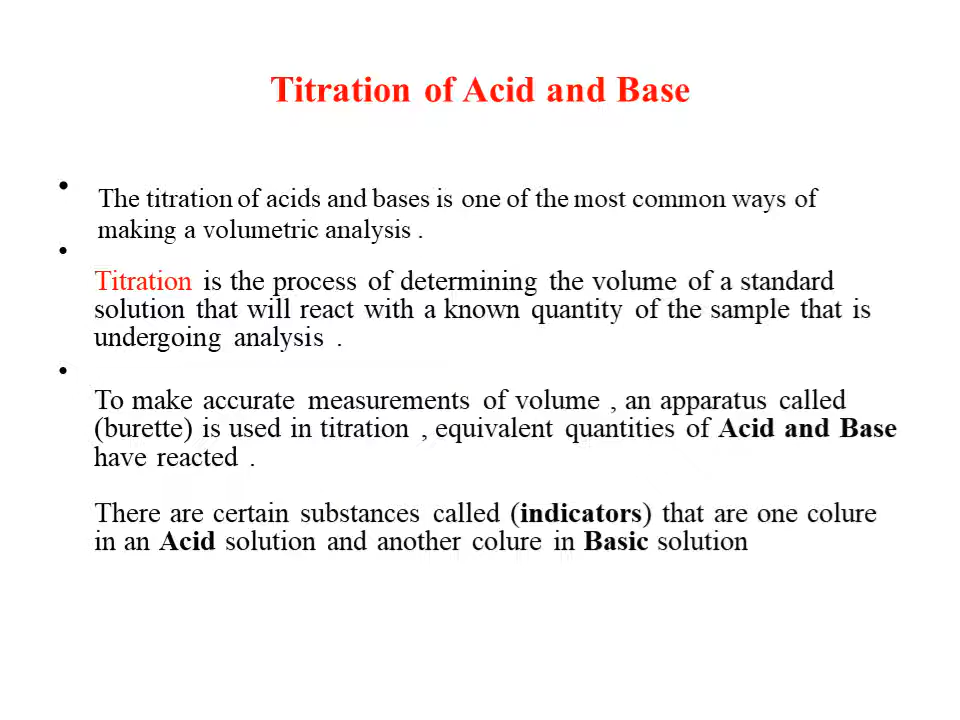 Titration of Acid and Base
• The titration of acids and bases is one of the most common ways of
making a volumetric analysis .
• Titration is the process of determining the volume of a standard
solution that will react with a known quantity of the sample that is
undergoing analysis .
• To make accurate measurements of volume , an apparatus called
(burette) is used in titration , equivalent quantities of Acid and Base
have reacted .
There are certain substances called (indicators) that are one colure
in an Acid solution and another colure in Basic solution